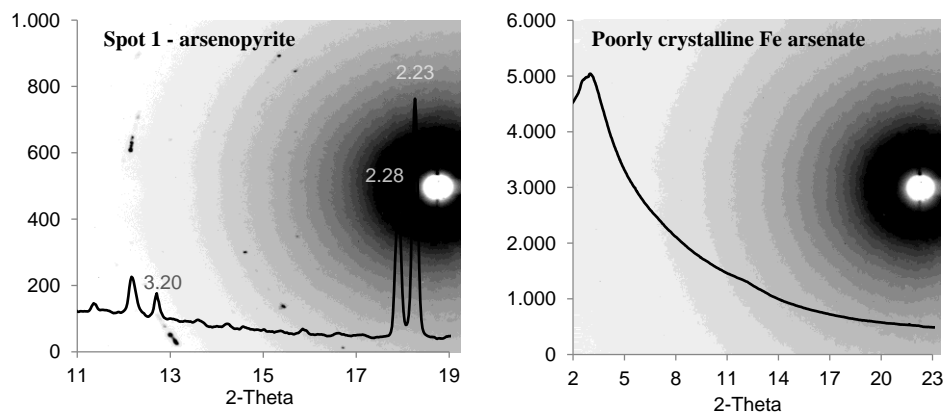 Spot 1 - arsenopyrite
1.000
800
600
400
200
0
2.23
2.28
3.20
11 13 15 17 19
2-Theta
Poorly crystalline Fe arsenate
6.000
5.000
4.000
3.000
2.000
1.000
0.000
2 5 8 11 14 17 20 23
2-Theta